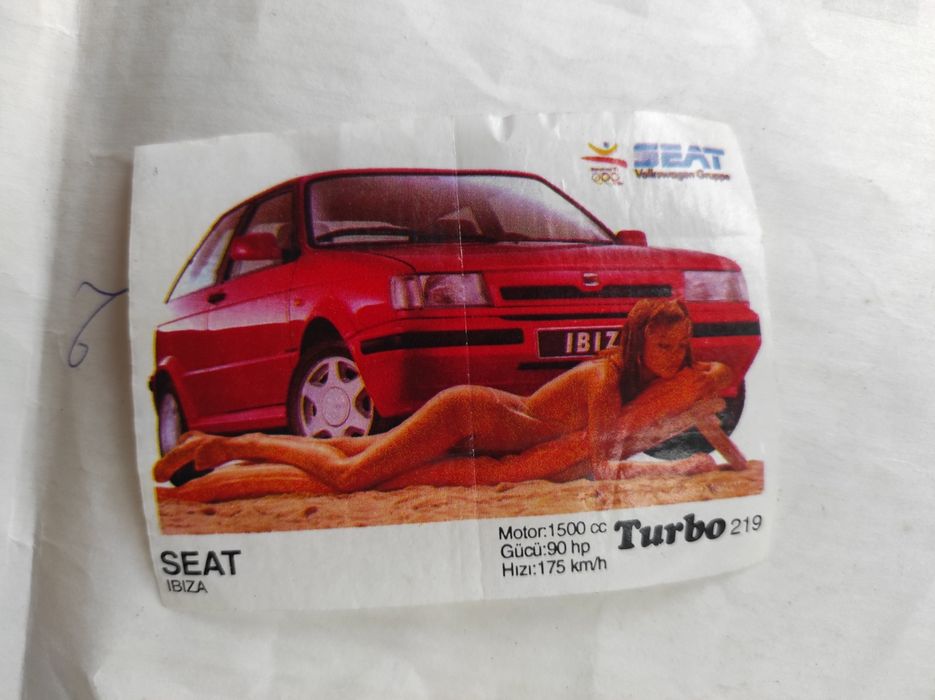 SEAT
Volkswagen Gruppe
IBIZ
SEAT
IBIZA
Motor:1500 cc
Gücü:90 hp
Hızı:175 km/h
Turbo 219